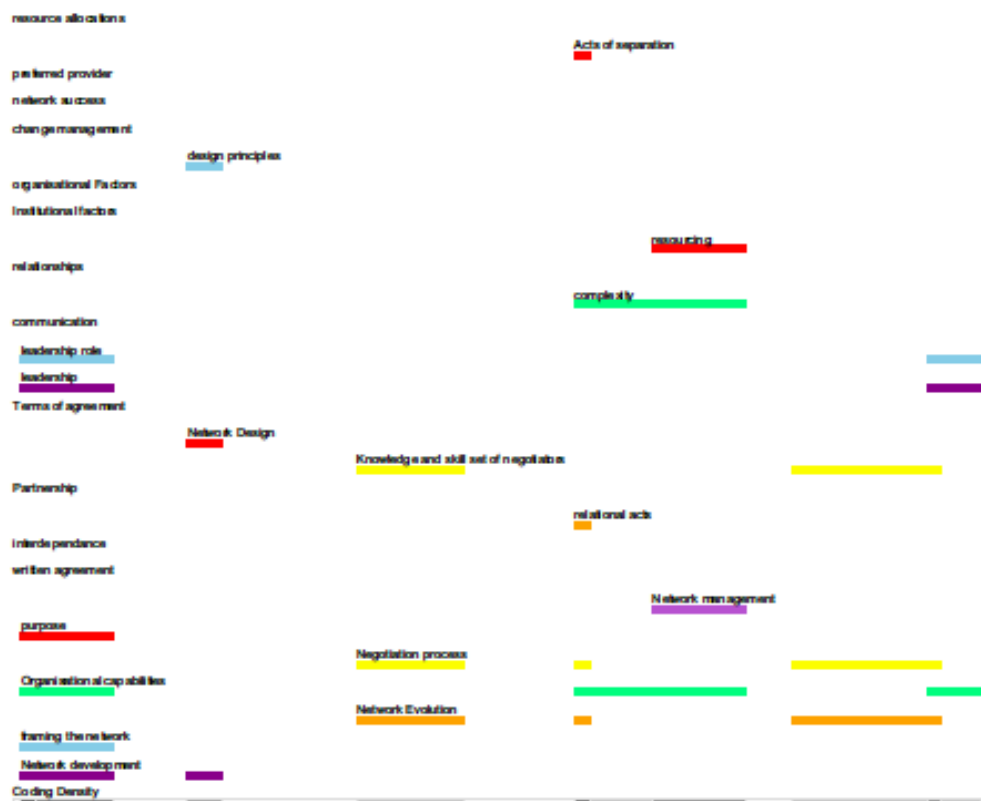 resource allocations
Acts of separation
preferred provider
network success
change management
design principles
organisational Factors
Institutional factors
resourcing
relationships
complexity
communication
leadership role
leadership
Terms of agreement
Network Design
Knowledge and skill set of negotiators
Partnership
relational acts
interdependance
written agreement
Network management
purpose
Negotiation process
Organisational capabilities
Network Evolution
framing the network
Network development
Coding Density